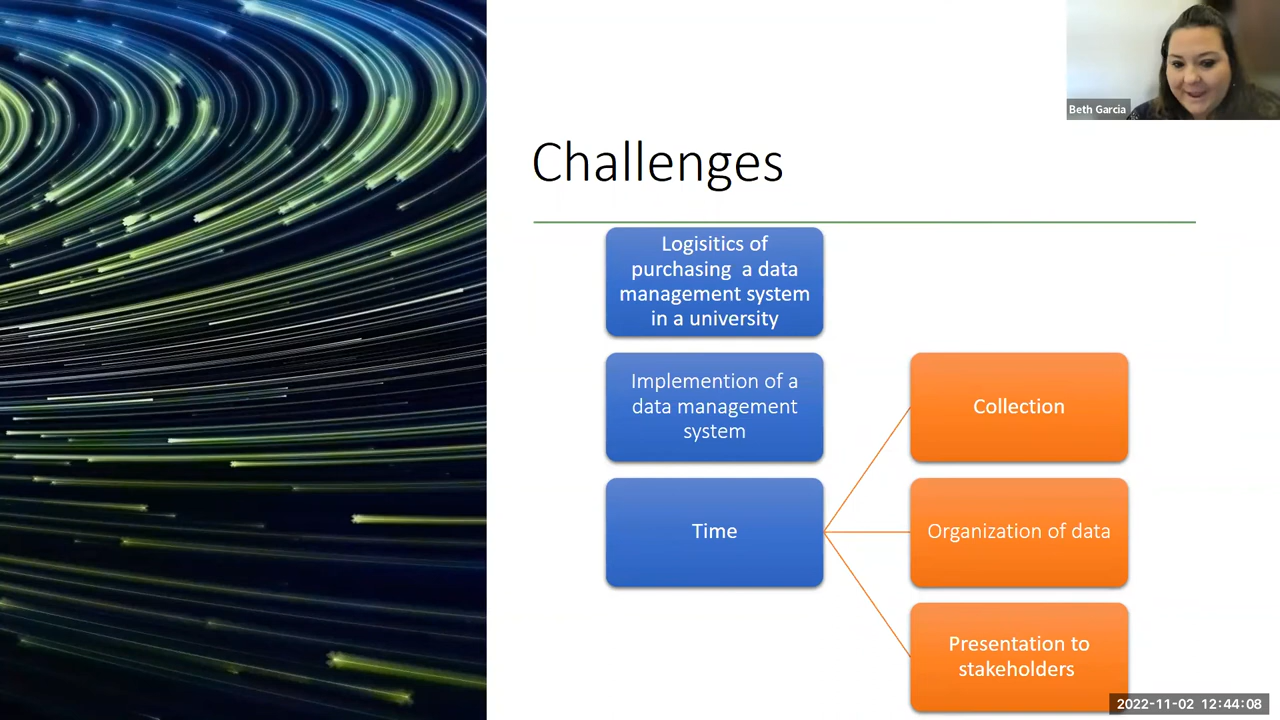 Beth Garcia
Challenges
Logisitics of
purchasing a data
management system
in a university
Implemention of a
data management
system
Time
Collection
Organization of data
Presentation to
stakeholders
2022-11-02 12:44:08